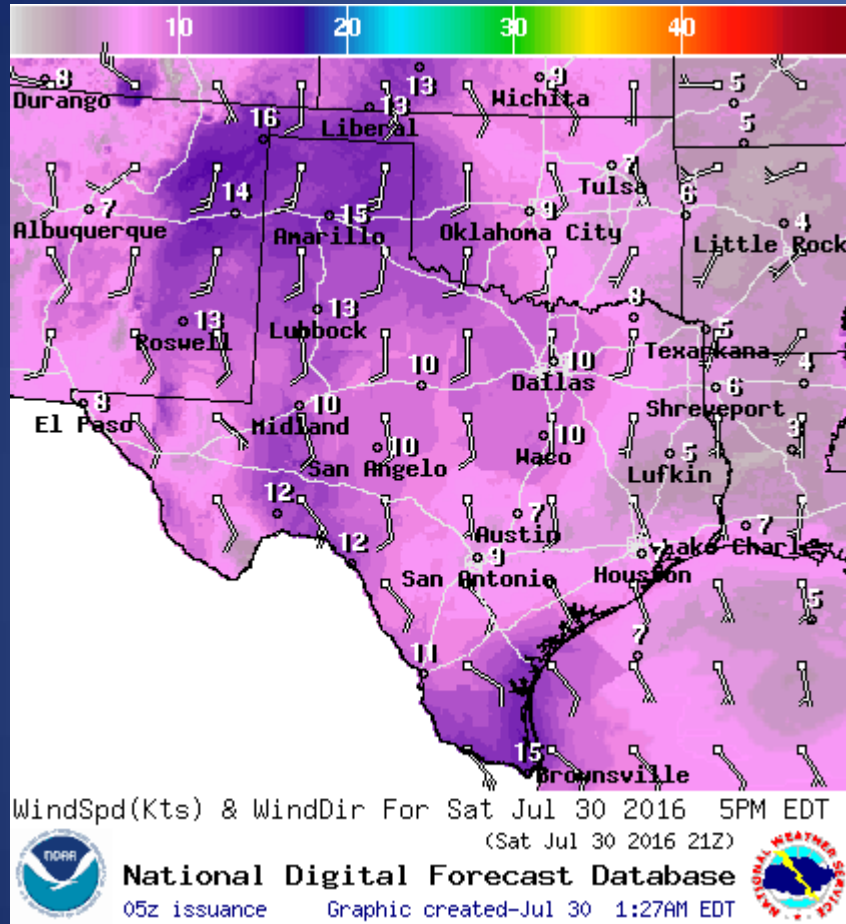 10 20 30 40
8 13 9 5
Durango 13 Wichita
Liberal
16 5
7
Tulsa
7 14 15 9 6 4
Albuquerque Amarillo Oklahoma City Little Rock
13 13 8 5
Roswell Lubbock Texarkana
10 10 4
Dallas
8 10 6
El Paso Midland Shreveport
10 10 5 3
San Angelo Waco Lufkin
12 7 7
Austin
12 9 7 Lake Charles
San Antonio Houston
5
11 7
15
Brownsville
WindSpd(Kts) & WindDir For Sat Jul 30 2016 5PM EDT
(Sat Jul 30 2016 21Z)
NOAA
NATIONAL WEATHER SERVICE
National Digital Forecast Database
05z issuance Graphic created-Jul 30 1:27AM EDT